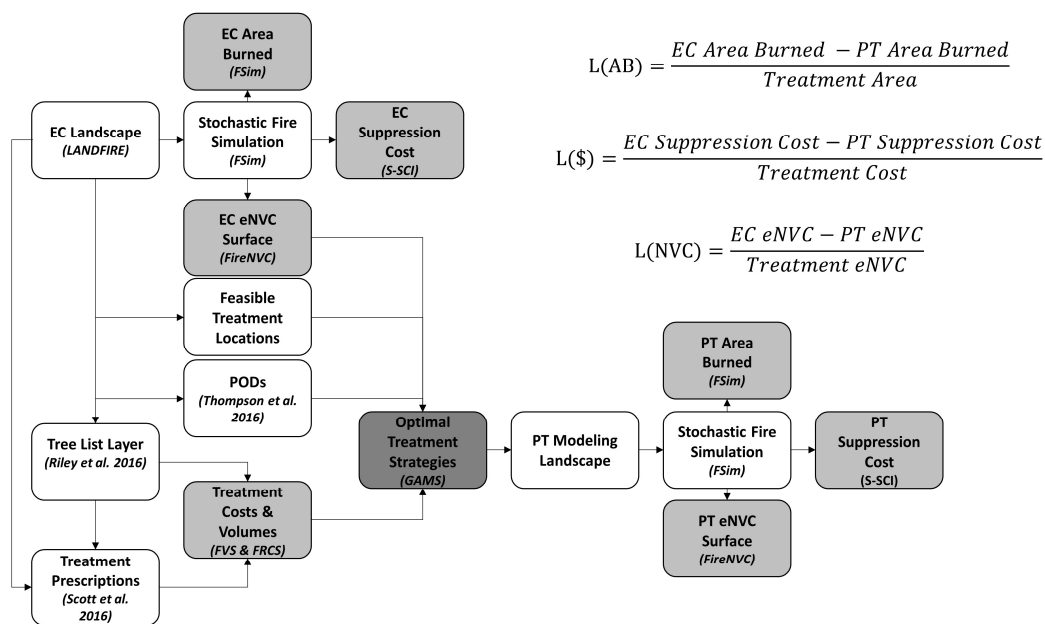 EC Area
Burned
(FSim)
EC Landscape
(LANDFIRE)
Stochastic Fire
Simulation
(FSim)
EC
Suppression
Cost
(S-SCI)
EC eNVC
Surface
(FireNVC)
Feasible
Treatment
Locations
PODs
(Thompson et al.
2016)
Tree List Layer
(Riley et al. 2016)
Treatment
Costs &
Volumes
(FVS & FRCS)
Treatment
Prescriptions
(Scott et al.
2016)
Optimal
Treatment
Strategies
(GAMS)
PT Modeling
Landscape
PT Area
Burned
(FSim)
Stochastic Fire
Simulation
(FSim)
PT
Suppression
Cost
(S-SCI)
PT eNVC
Surface
(FireNVC)
EC Area Burned − PT Area Burned
L(AB) =
Treatment Area
EC Suppression Cost − PT Suppression Cost
L($) =
Treatment Cost
EC eNVC − PT eNVC
L(NVC) =
Treatment eNVC